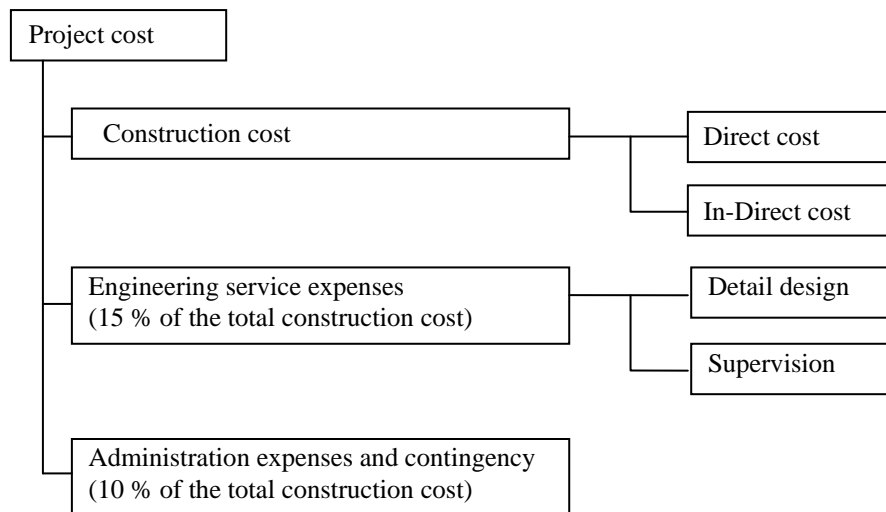 Project cost
Construction cost
Direct cost
In-Direct cost
Engineering service expenses
(15 % of the total construction cost)
Detail design
Supervision
Administration expenses and contingency
(10 % of the total construction cost)